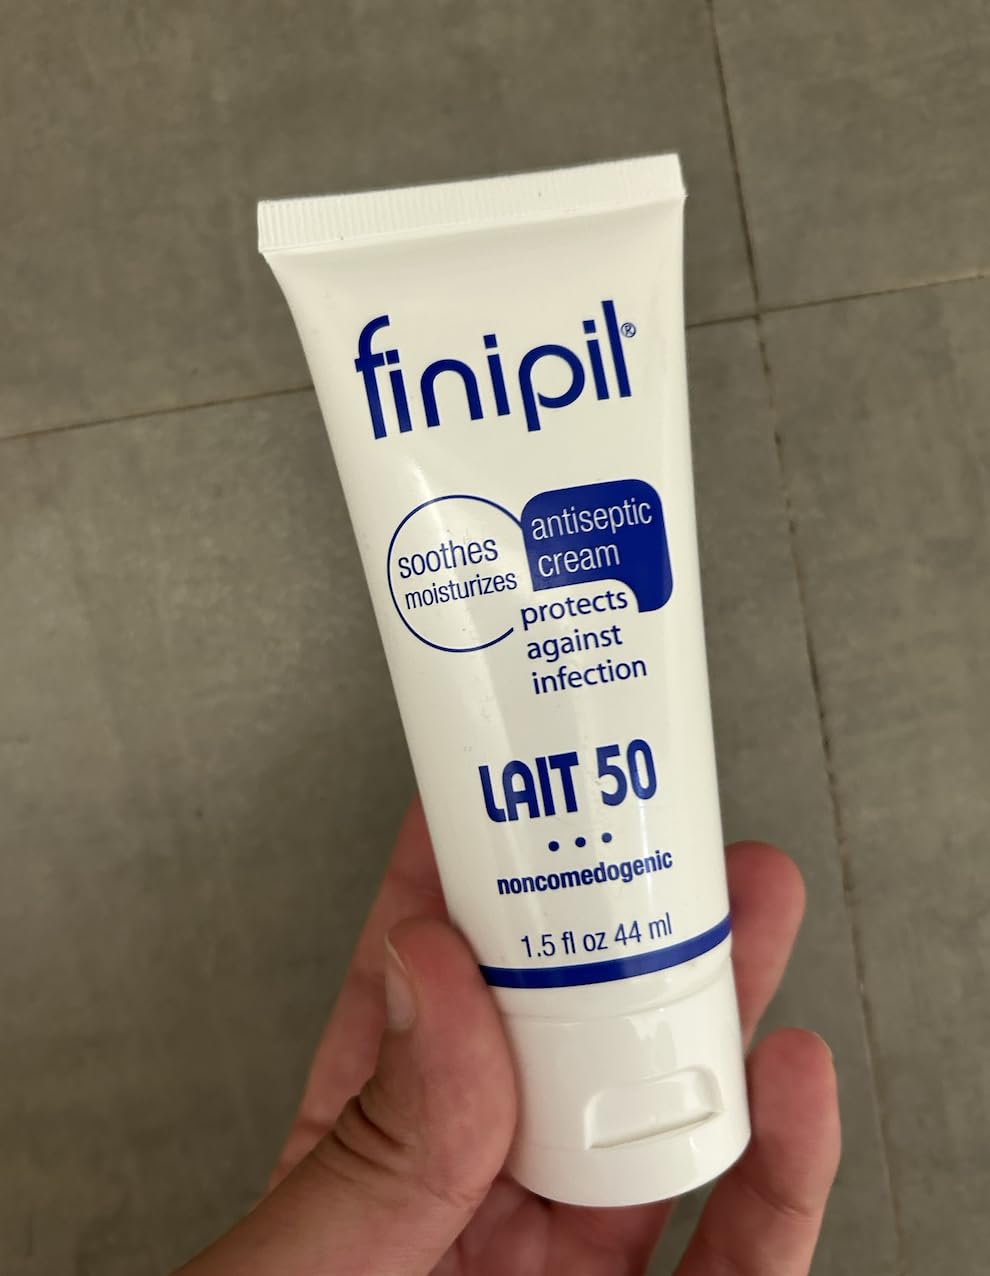 finipil®
soothes
moisturizes
antiseptic
cream
protects
against
infection
LAIT 50
• • •
noncomedogenic
1.5 fl oz 44 ml